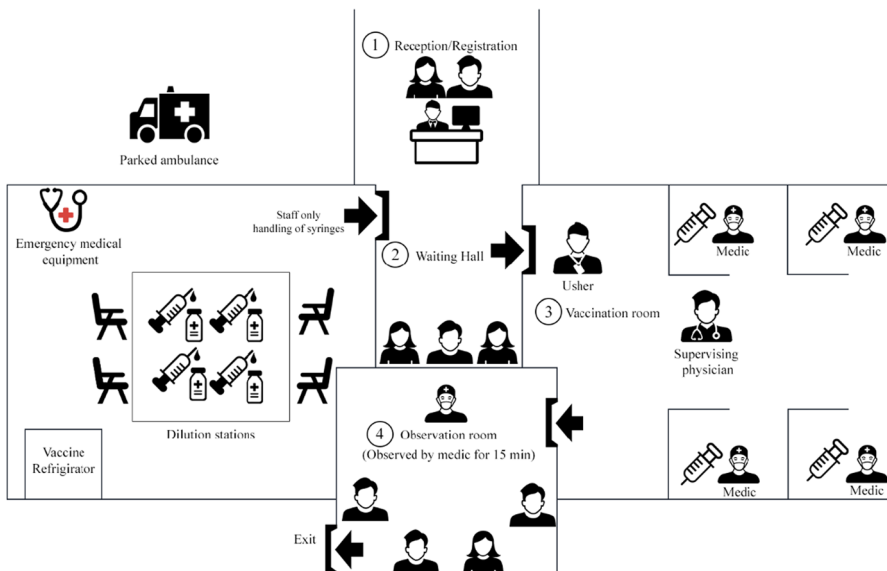 1 Reception/Registration
Parked ambulance
Emergency medical
equipment
Staff only
handling of syringes
2 Waiting Hall
Usher
Medic
Medic
3 Vaccination room
Supervising
physician
Dilution stations
Vaccine
Refrigirator
4 Observation room
(Observed by medic for 15 min)
Medic
Medic
Exit